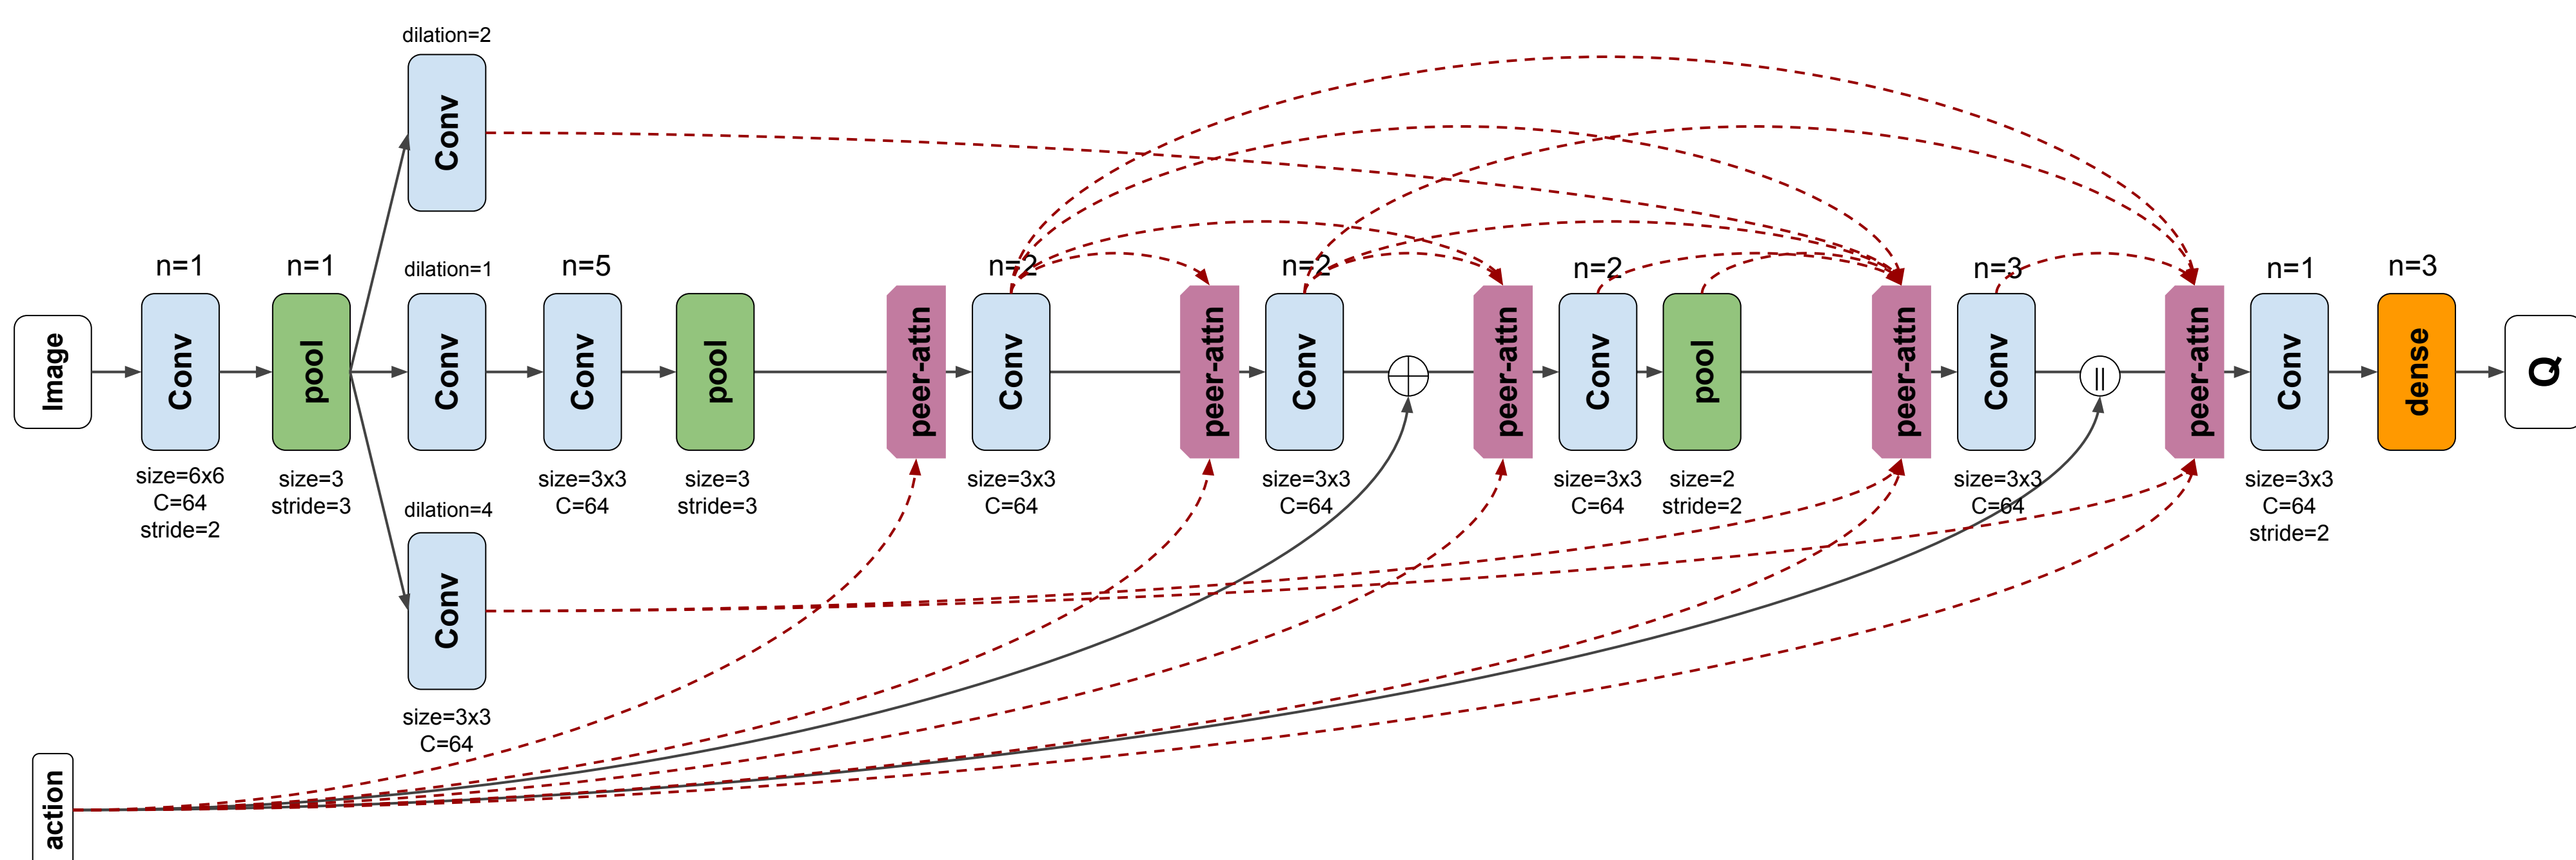 dilation=2
Conv
n=1
n=1
dilation=1
n=5
n=2
n=2
n=2
n=3
n=1
n=3
Image
Conv
pool
Conv
Conv
pool
peer-attn
Conv
peer-attn
Conv
peer-attn
Conv
pool
peer-attn
Conv
||
peer-attn
Conv
dense
Q
size=6x6
C=64
stride=2
size=3
stride=3
size=3x3
C=64
size=3
stride=3
size=3x3
C=64
size=3x3
C=64
size=3x3
C=64
size=2
stride=2
size=3x3
C=64
size=3x3
C=64
stride=2
dilation=4
Conv
size=3x3
C=64
action